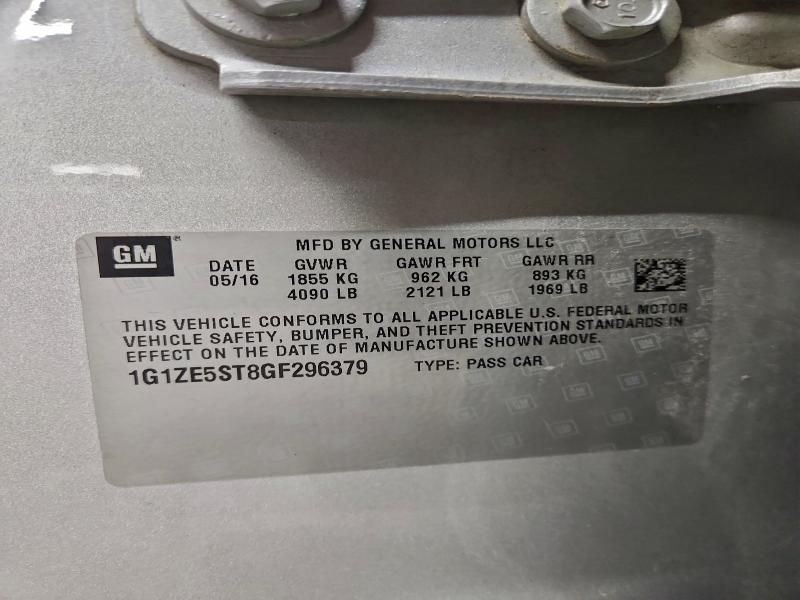 GM
MFD BY GENERAL MOTORS LLC
DATE GVWR GAWR FRT GAWR RR
05/16 1855 KG 962 KG 893 KG
4090 LB 2121 LB 1969 LB
THIS VEHICLE CONFORMS TO ALL APPLICABLE U.S. FEDERAL MOTOR
VEHICLE SAFETY, BUMPER, AND THEFT PREVENTION STANDARDS IN
EFFECT ON THE DATE OF MANUFACTURE SHOWN ABOVE.
1G1ZE5ST8GF296379 TYPE: PASS CAR